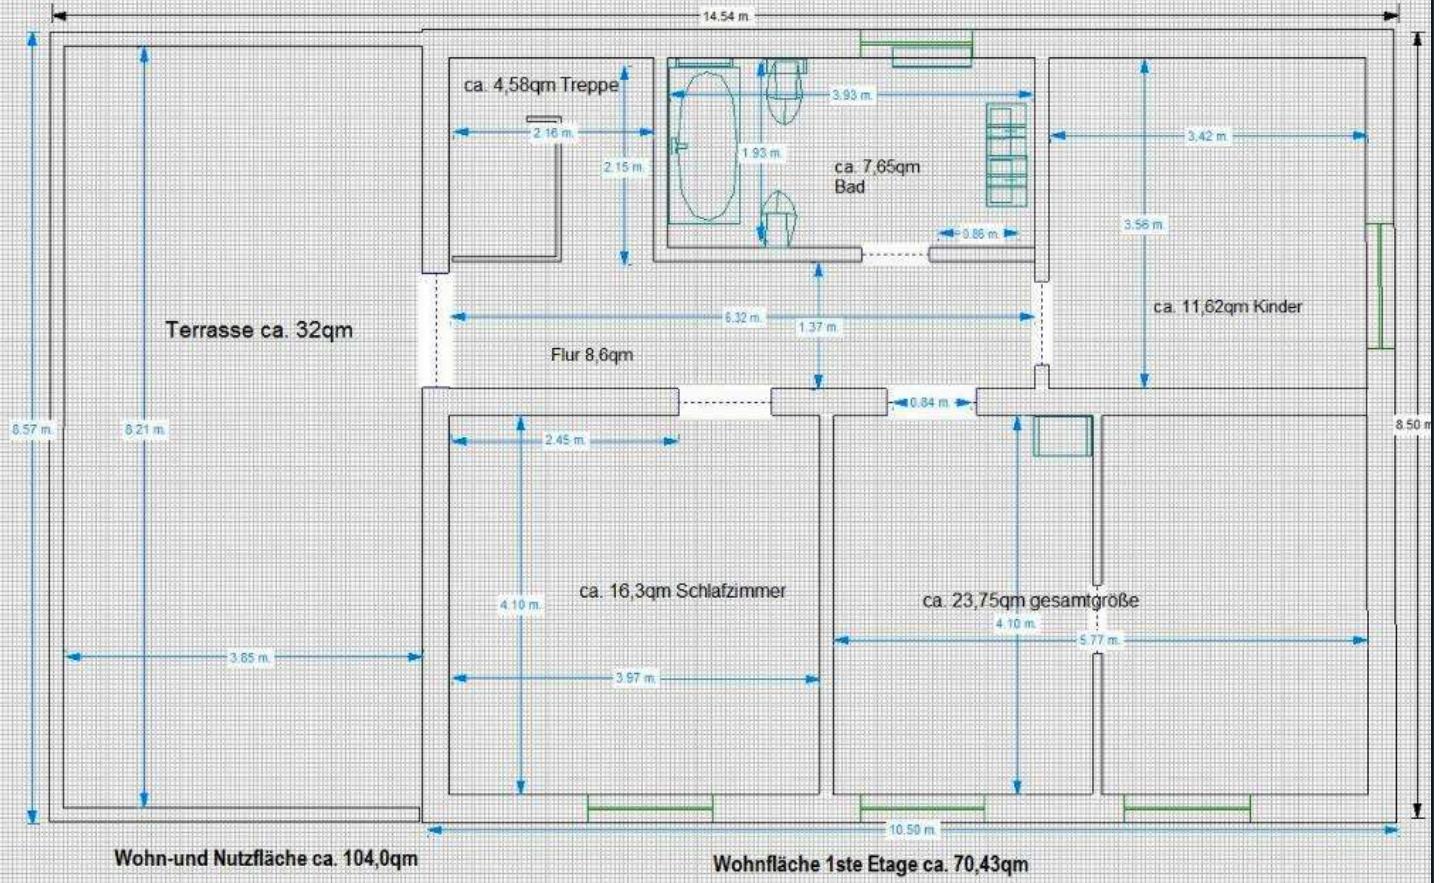 14.54 m.
ca. 4,58qm Treppe
3.93 m.
2.16 m.
3.42 m.
1.93 m.
2.15 m.
ca. 7,65qm
Bad
3.56 m.
0.86 m.
ca. 11,62qm Kinder
6.32 m.
1.37 m.
Terrasse ca. 32qm
Flur 8,6qm
0.84 m.
8.57 m.
8.21 m.
2.45 m.
8.50 m
ca. 16,3qm Schlafzimmer
ca. 23,75qm gesamtgröße
4.10 m.
4.10 m.
5.77 m.
3.85 m.
3.97 m.
10.50 m.
Wohn-und Nutzfläche ca. 104,0qm
Wohnfläche 1ste Etage ca. 70,43qm